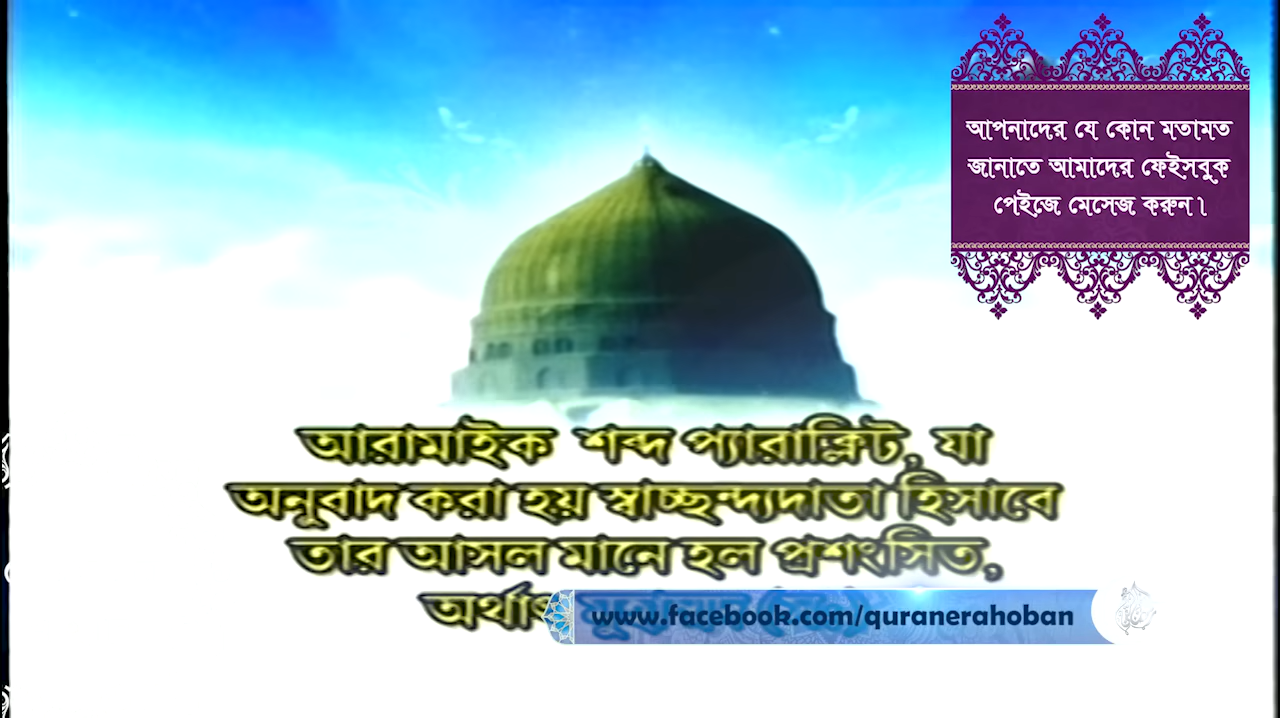 আপনাদের যে কোন মতামত
জানাতে আমাদের ফেইসবুক
পেইজে মেসেজ করুন।
আরামাইক শব্দ প্যারাক্লিট, যা
অনুবাদ করা হয় স্বাচ্ছন্দ্যদাতা হিসাবে
তার আসল মানে হল প্রশংসিত,
অর্থাৎ
www.facebook.com/quranerahoban